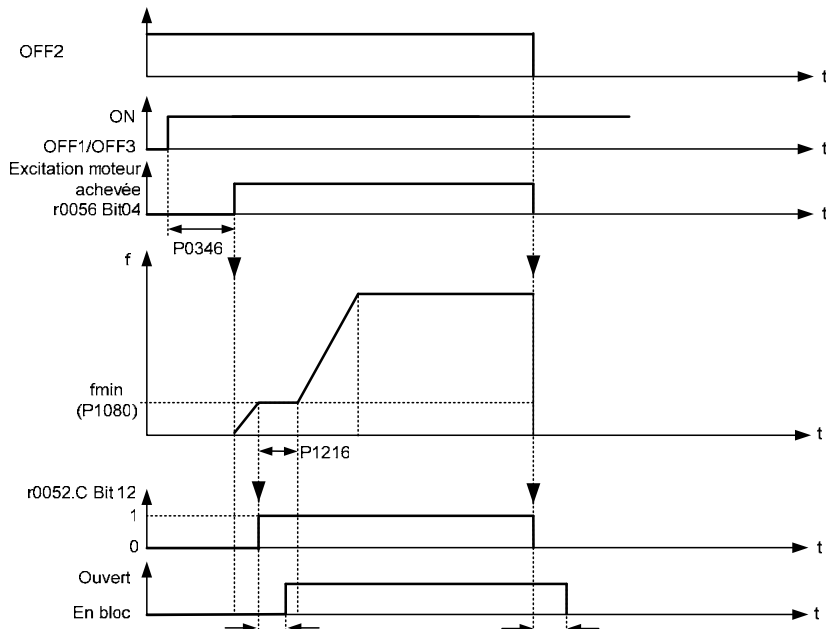 OFF2
t
ON
OFF1/OFF3
t
Excitation moteur
achevée
r0056 Bit04
t
P0346
f
fmin
(P1080)
t
P1216
r0052.C Bit 12
1
0
t
Ouvert
En bloc
t